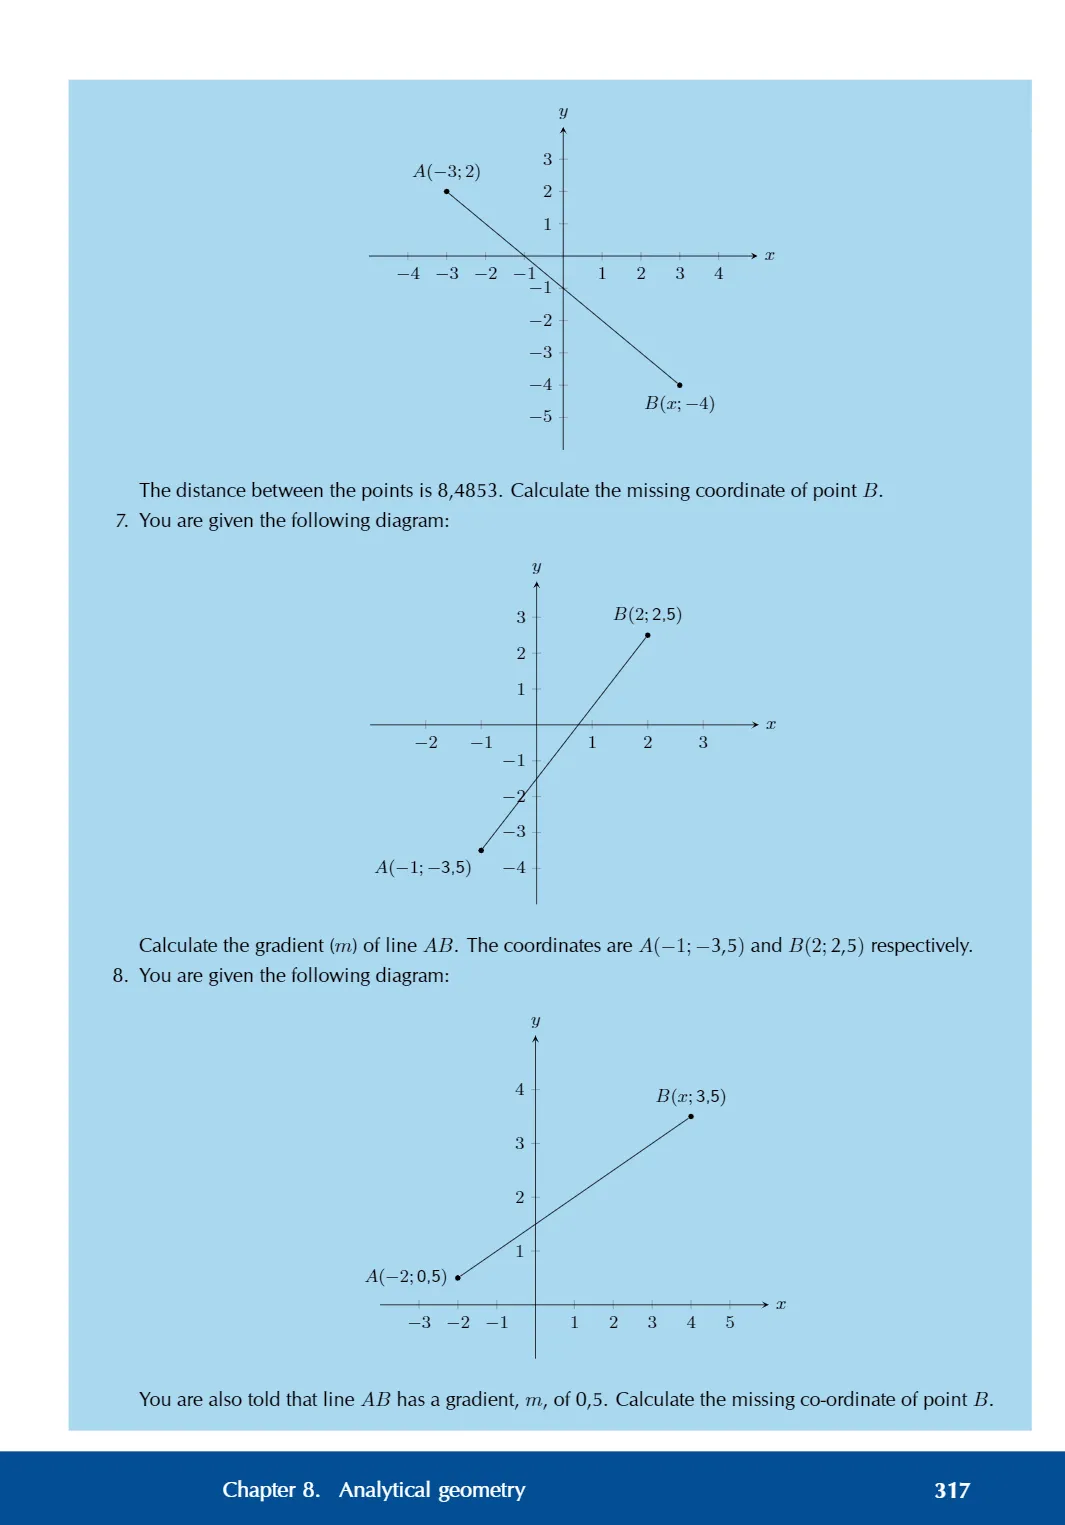 y
3
A(−3; 2)
2
1
x
−4 −3 −2 −1 1 2 3 4
−1
−2
−3
−4
B(x; −4)
−5
The distance between the points is 8,4853. Calculate the missing coordinate of point B.
7. You are given the following diagram:
y
3
B(2; 2,5)
2
1
x
−2 −1 1 2 3
−1
−2
−3
A(−1; −3,5)
−4
Calculate the gradient (m) of line AB. The coordinates are A(−1; −3,5) and B(2; 2,5) respectively.
8. You are given the following diagram:
y
4
B(x; 3,5)
3
2
1
A(−2; 0,5)
x
−3 −2 −1 1 2 3 4 5
You are also told that line AB has a gradient, m, of 0,5. Calculate the missing co-ordinate of point B.
Chapter 8. Analytical geometry 317